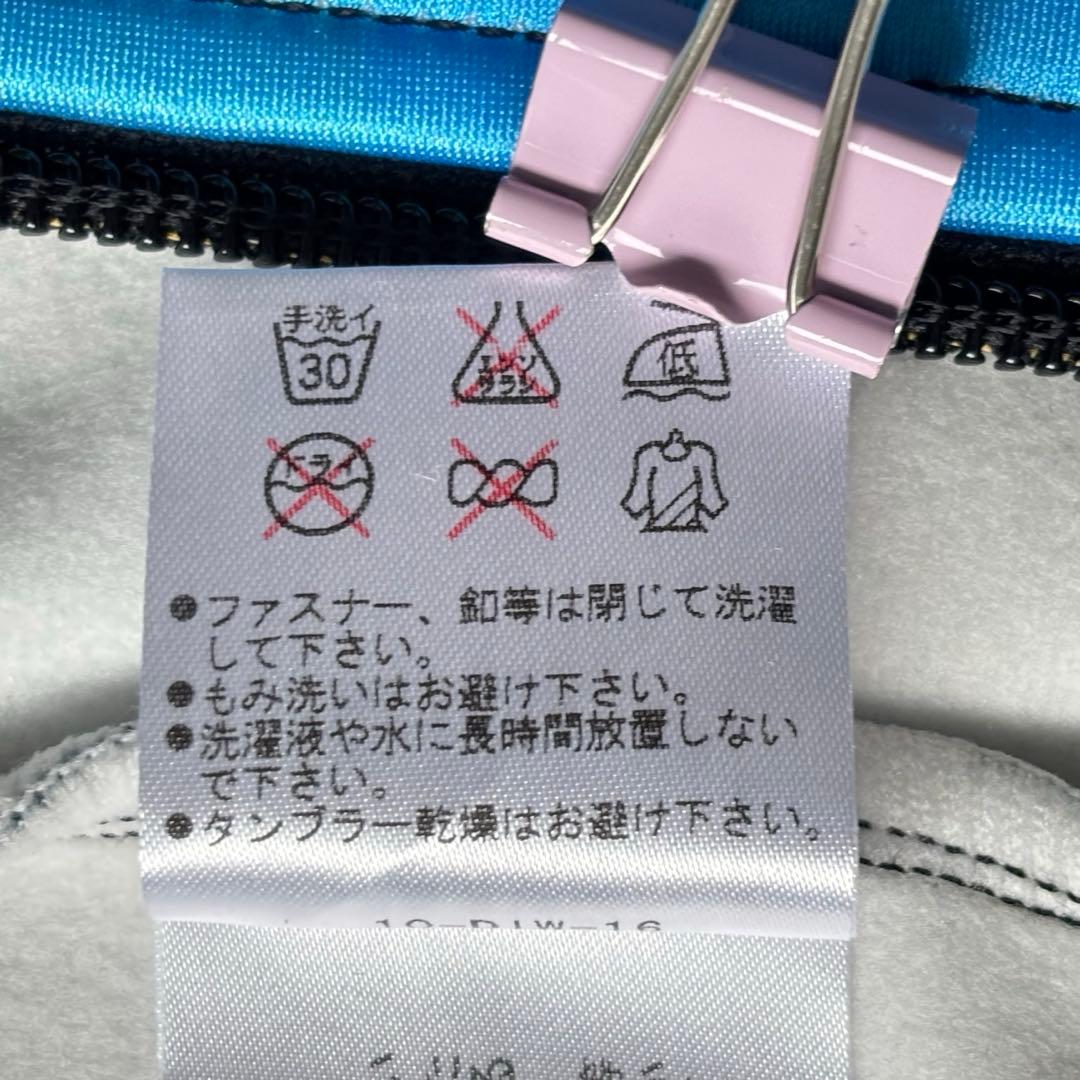 手洗イ
30
エンソ
サラシ
低
ドライ
●ファスナー、釦等は閉じて洗濯
して下さい。
●もみ洗いはお避け下さい。
●洗濯液や水に長時間放置しない
で下さい。
●タンブラー乾燥はお避け下さい。